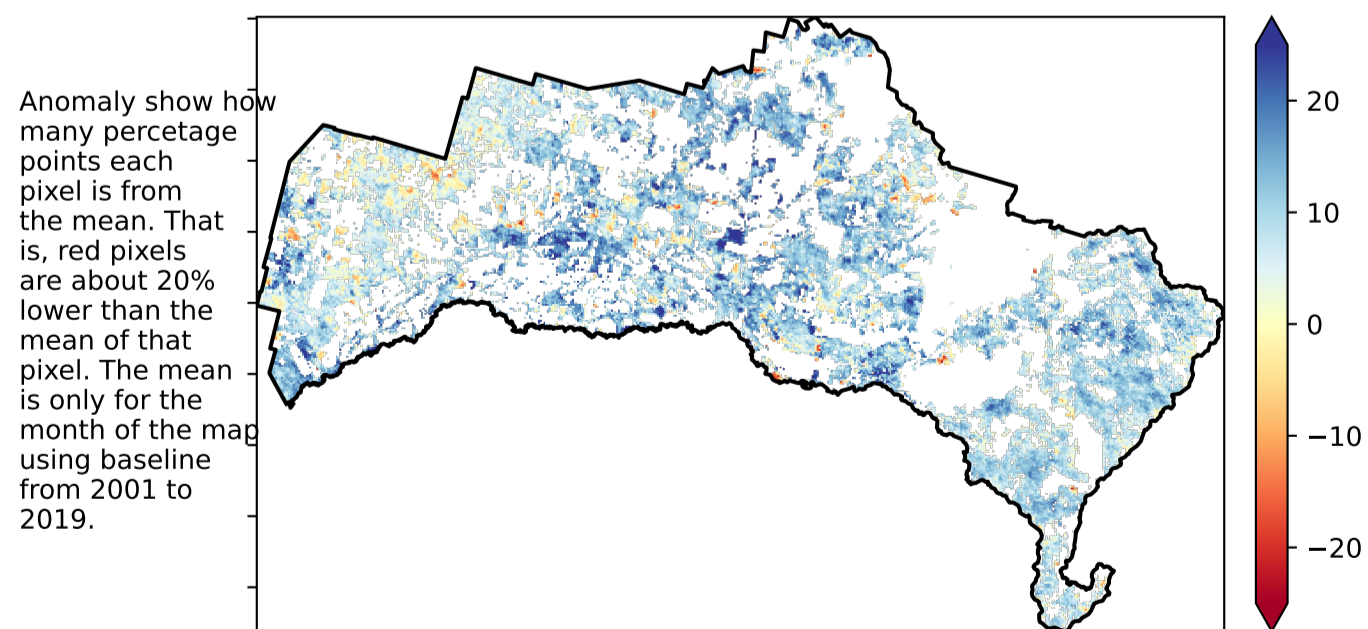 Anomaly show how
many percetage
points each
pixel is from
the mean. That
is, red pixels
are about 20%
lower than the
mean of that
pixel. The mean
is only for the
month of the map
using baseline
from 2001 to
2019.
20
10
0
−10
−20